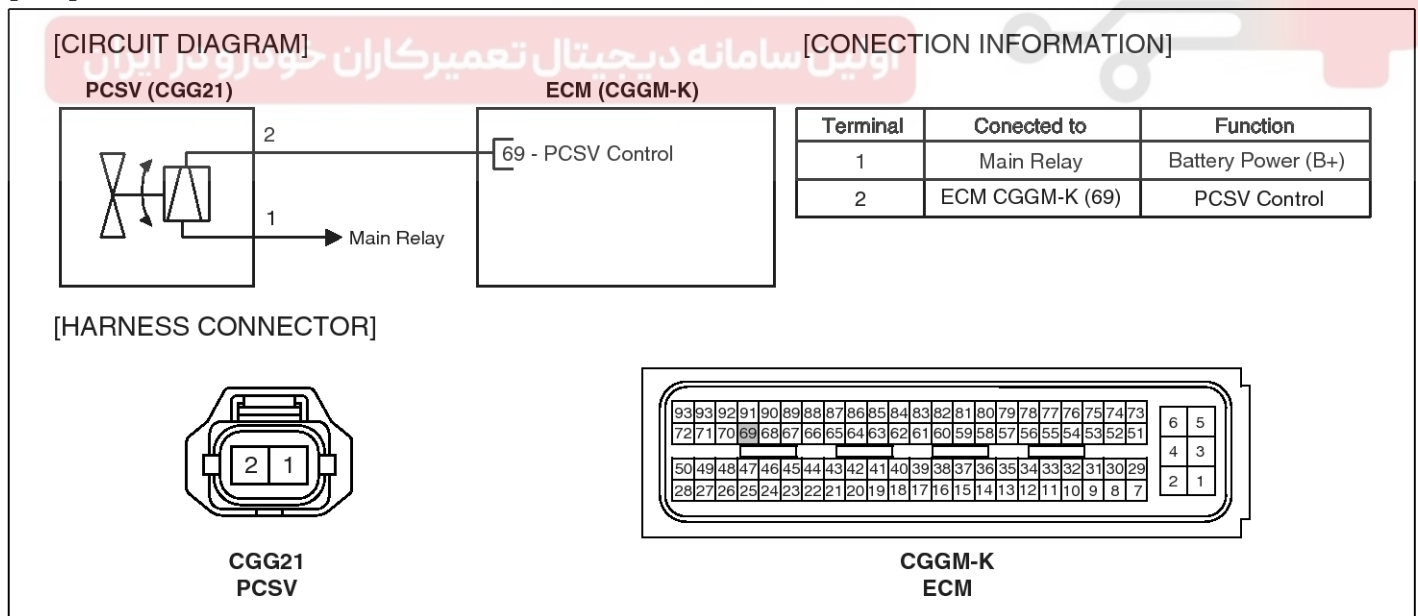 [CIRCUIT DIAGRAM]
[CONECTION INFORMATION]
اولین سامانه دیجیتال تعمیرکاران خودرو در ایران
PCSV (CGG21)
ECM (CGGM-K)
2
69 - PCSV Control
1
Main Relay
Terminal Conected to Function
1 Main Relay Battery Power (B+)
2 ECM CGGM-K (69) PCSV Control
[HARNESS CONNECTOR]
2 1
CGG21
PCSV
93 93 92 91 90 89 88 87 86 85 84 83 82 81 80 79 78 77 76 75 74 73
72 71 70 69 68 67 66 65 64 63 62 61 60 59 58 57 56 55 54 53 52 51
50 49 48 47 46 45 44 43 42 41 40 39 38 37 36 35 34 33 32 31 30 29
28 27 26 25 24 23 22 21 20 19 18 17 16 15 14 13 12 11 10 9 8 7
6 5
4 3
2 1
CGGM-K
ECM